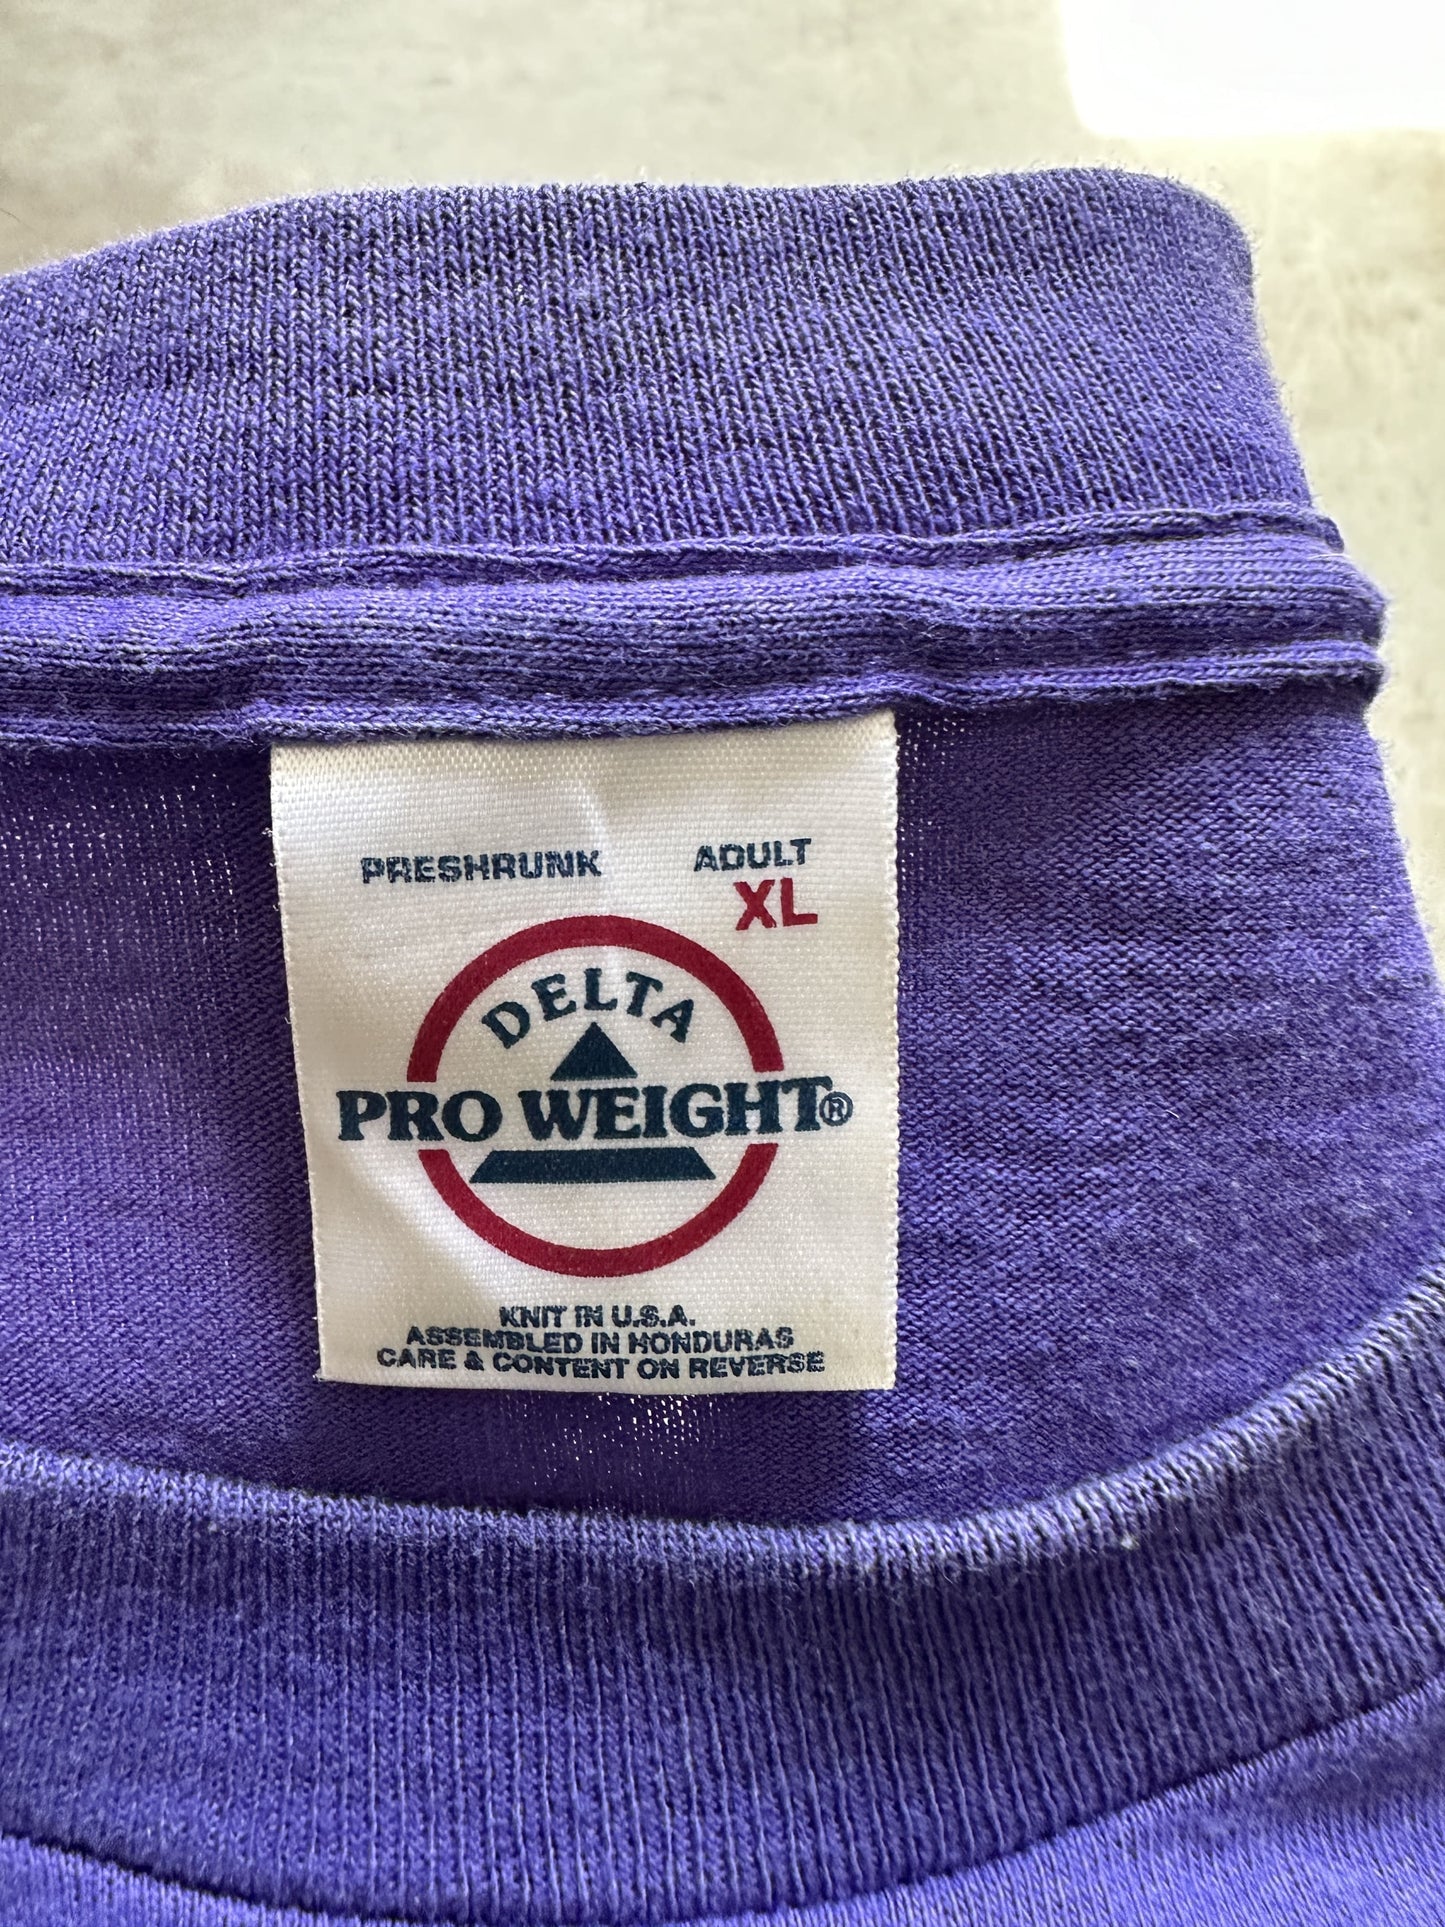 PRESHRUNK ADULT
XL
DELTA
PRO WEIGHT®
KNIT IN U.S.A.
ASSEMBLED IN HONDURAS
CARE & CONTENT ON REVERSE